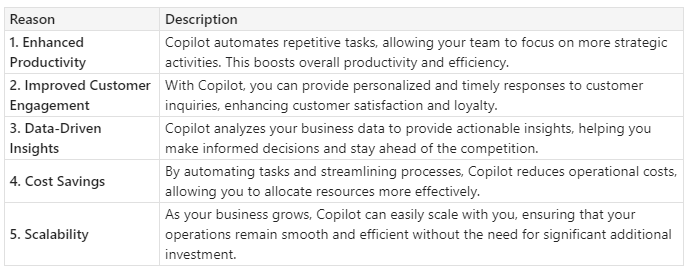 Reason Description
1. Enhanced Productivity
Copilot automates repetitive tasks, allowing your team to focus on more strategic
activities. This boosts overall productivity and efficiency.
2. Improved Customer Engagement
With Copilot, you can provide personalized and timely responses to customer
inquiries, enhancing customer satisfaction and loyalty.
3. Data-Driven Insights
Copilot analyzes your business data to provide actionable insights, helping you
make informed decisions and stay ahead of the competition.
4. Cost Savings
By automating tasks and streamlining processes, Copilot reduces operational costs,
allowing you to allocate resources more effectively.
5. Scalability
As your business grows, Copilot can easily scale with you, ensuring that your
operations remain smooth and efficient without the need for significant additional
investment.